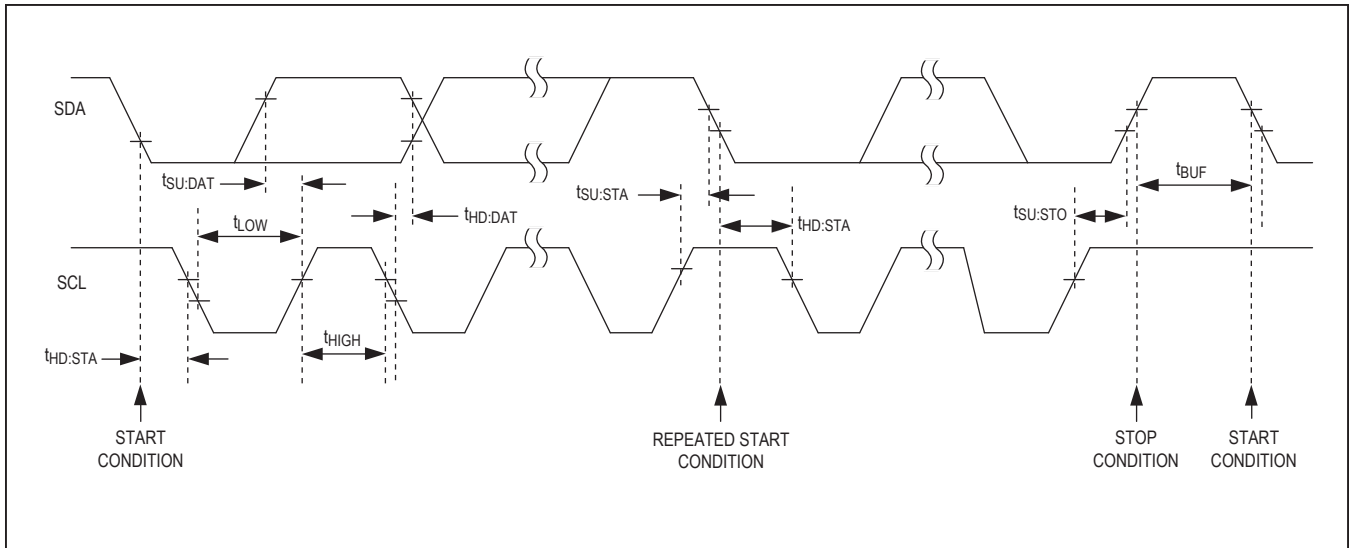 SDA
tSU:DAT
tLOW
tHD:DAT
tSU:STA
tHD:STA
tSU:STO
tBUF
SCL
tHD:STA
tHIGH
START
CONDITION
REPEATED START
CONDITION
STOP
CONDITION
START
CONDITION